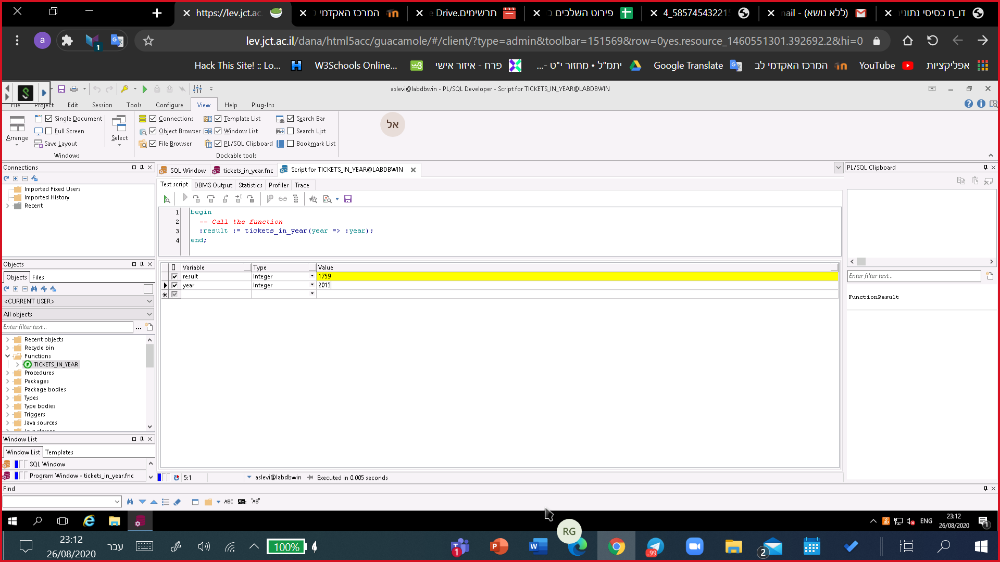 https://lev.jct.ac
המרכז האקדמי ל
תרשימים.e Drive
פירוט השלבים ב
4_58574543221
(ללא נושא) - nail
דו_ח בסיסי נתוני
a
1
lev.jct.ac.il/dana/html5acc/guacamole/#/client/?type=admin&toolbar=151569&row=0yes.resource_1460551301.392692.2&hi=0
Hack This Site! :: Lo...
W3Schools Online...
פרח - איזור אישי
יתמ"ל • מחזור י"ט -...
Google Translate
המרכז האקדמי לב
YouTube
אפליקציות
aslevi@labdbwin - PL/SQL Developer - Script for TICKETS_IN_YEAR@LABDBWIN
File
Project
Edit
Session
Tools
Configure
View
Help
Plug-Ins
Arrange
Single Document
Full Screen
Save Layout
Windows
Select
Connections
Object Browser
File Browser
Template List
Window List
PL/SQL Clipboard
Search Bar
Search List
Bookmark List
Dockable tools
אל
Connections
Imported Fixed Users
Imported History
Recent
SQL Window
tickets_in_year.fnc
Script for TICKETS_IN_YEAR@LABDBWIN
Test script
DBMS Output
Statistics
Profiler
Trace
1 begin
2 -- Call the function
3 :result := tickets_in_year(year => :year);
4 end;
Variable Type Value
result Integer 1759
year Integer 2013
PL/SQL Clipboard
Enter filter text...
FunctionResult
Objects
Objects Files
<CURRENT USER>
All objects
Enter filter text...
Recent objects
Recycle bin
Functions
TICKETS_IN_YEAR
Procedures
Packages
Package bodies
Types
Type bodies
Triggers
Java sources
Java classes
Window List
Window List Templates
SQL Window
Program Window - tickets_in_year.fnc
5:1
aslevi@labdbwin
Executed in 0.005 seconds
Find
ABC
"AB"
ENG
23:12
26/08/2020
1
RG
23:12
26/08/2020
עבר
100%
1
..99
2